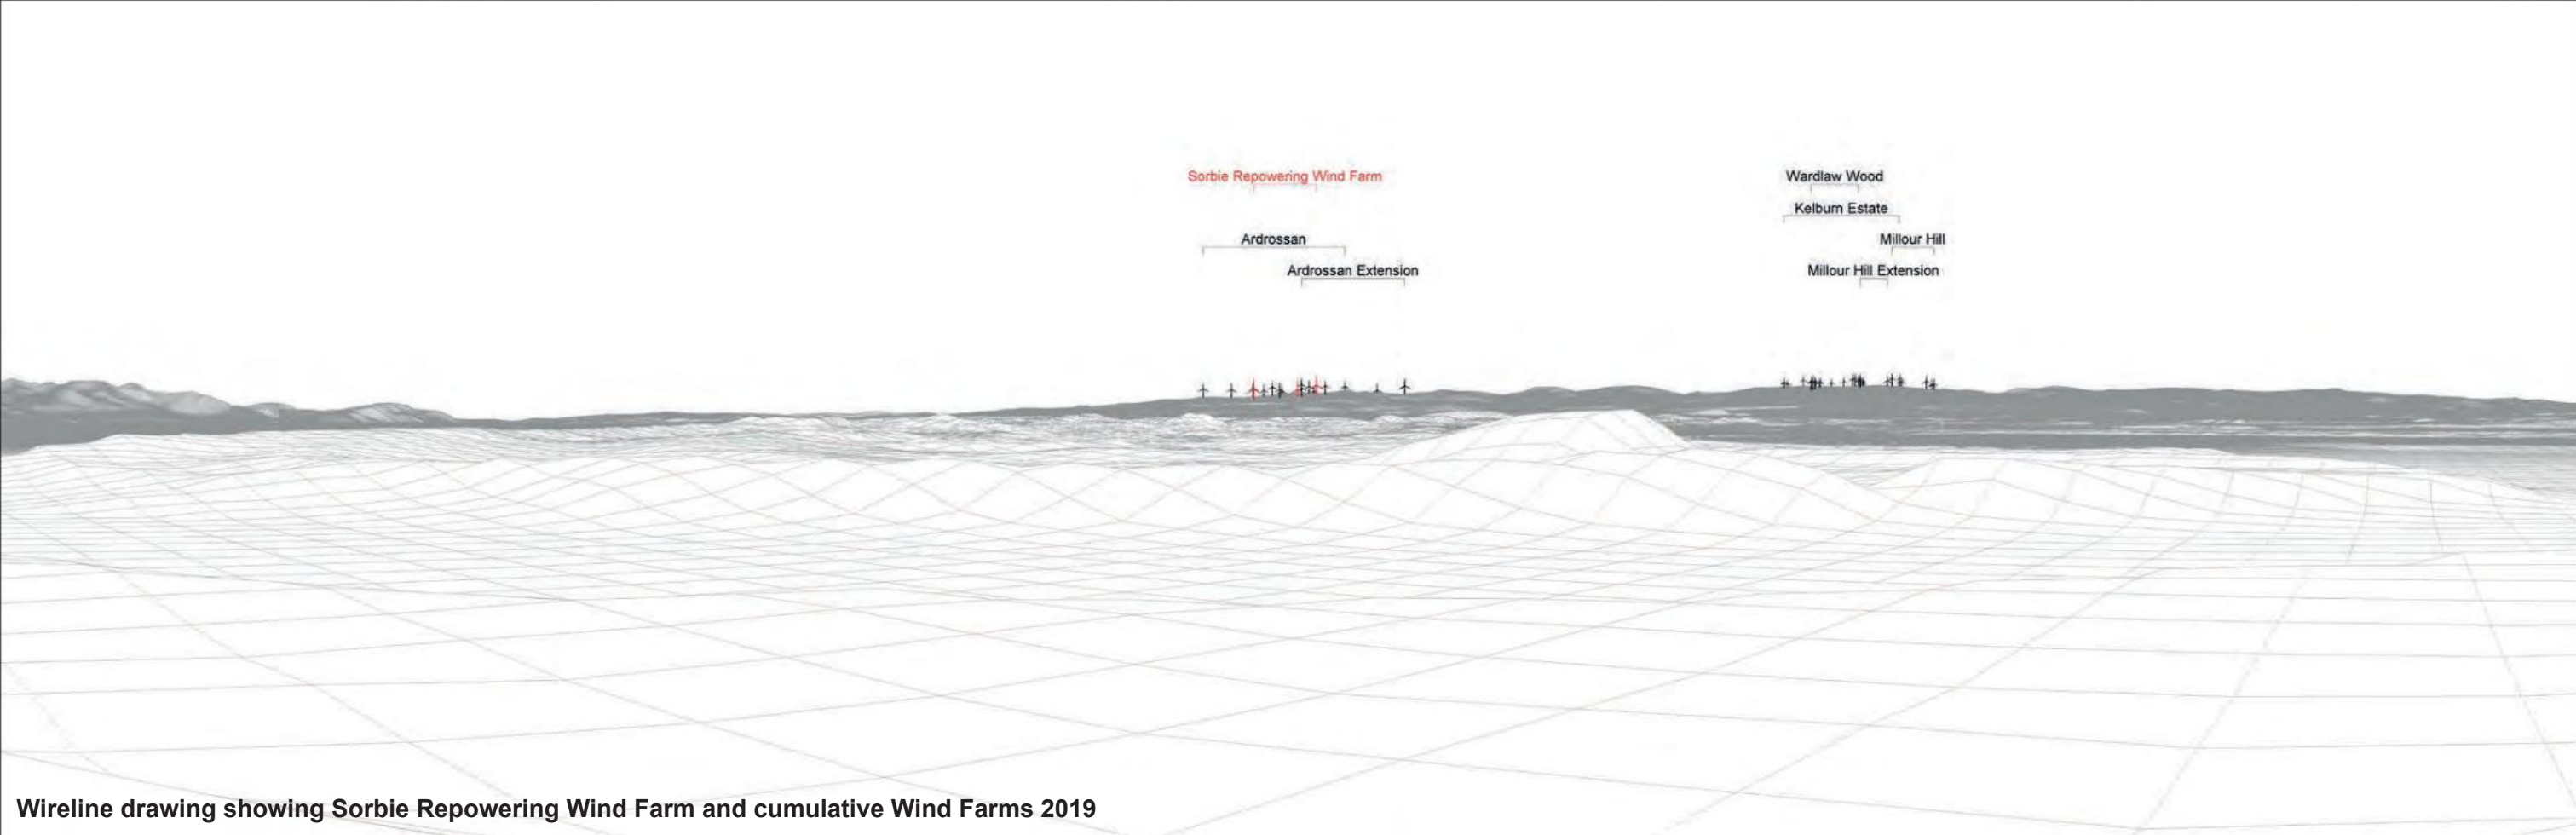 Sorbie Repowering Wind Farm
Wardlaw Wood
Kelburn Estate
Ardrossan
Millour Hill
Ardrossan Extension
Millour Hill Extension
Wireline drawing showing Sorbie Repowering Wind Farm and cumulative Wind Farms 2019